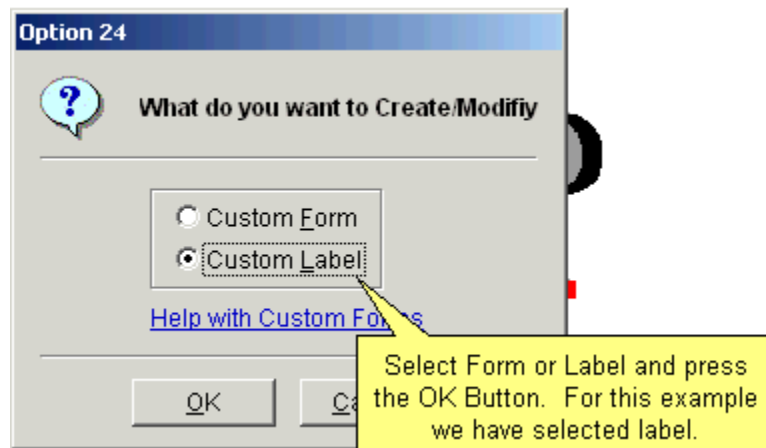 Option 24
What do you want to Create/Modifiy
Custom Form
Custom Label
Help with Custom
OK
Select Form or Label and press
the OK Button. For this example
we have selected label.